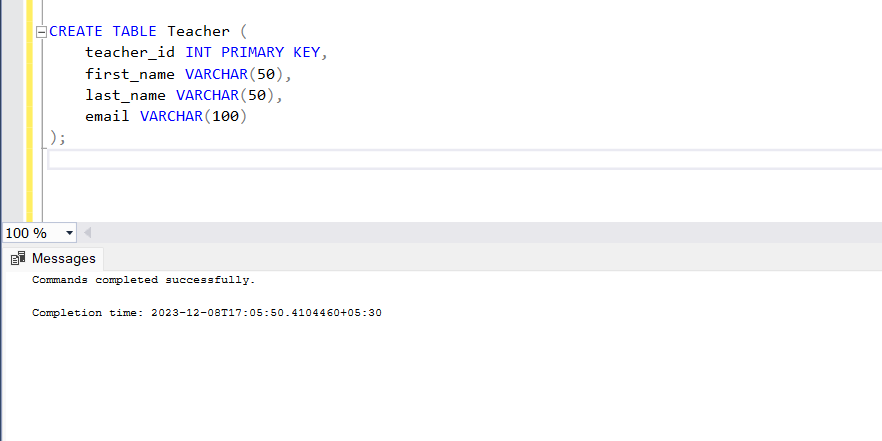 CREATE TABLE Teacher (
    teacher_id INT PRIMARY KEY,
    first_name VARCHAR(50),
    last_name VARCHAR(50),
    email VARCHAR(100)
);
100 %
Messages
Commands completed successfully.
Completion time: 2023-12-08T17:05:50.4104460+05:30